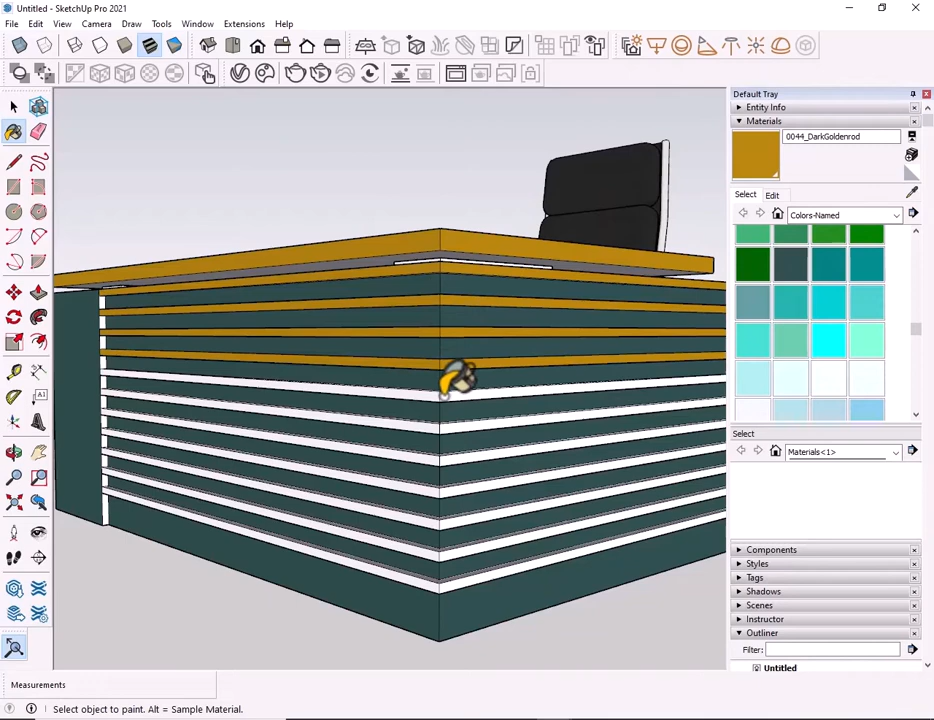 Untitled - SketchUp Pro 2021
File Edit View Camera Draw Tools Window Extensions Help
Default Tray
Entity Info
Materials
0044_DarkGoldenrod
Select Edit
Colors-Named
A1
Select
Materials<1>
Components
Styles
Tags
Shadows
Scenes
Instructor
Outliner
Filter:
Untitled
Measurements
Select object to paint. Alt = Sample Material.